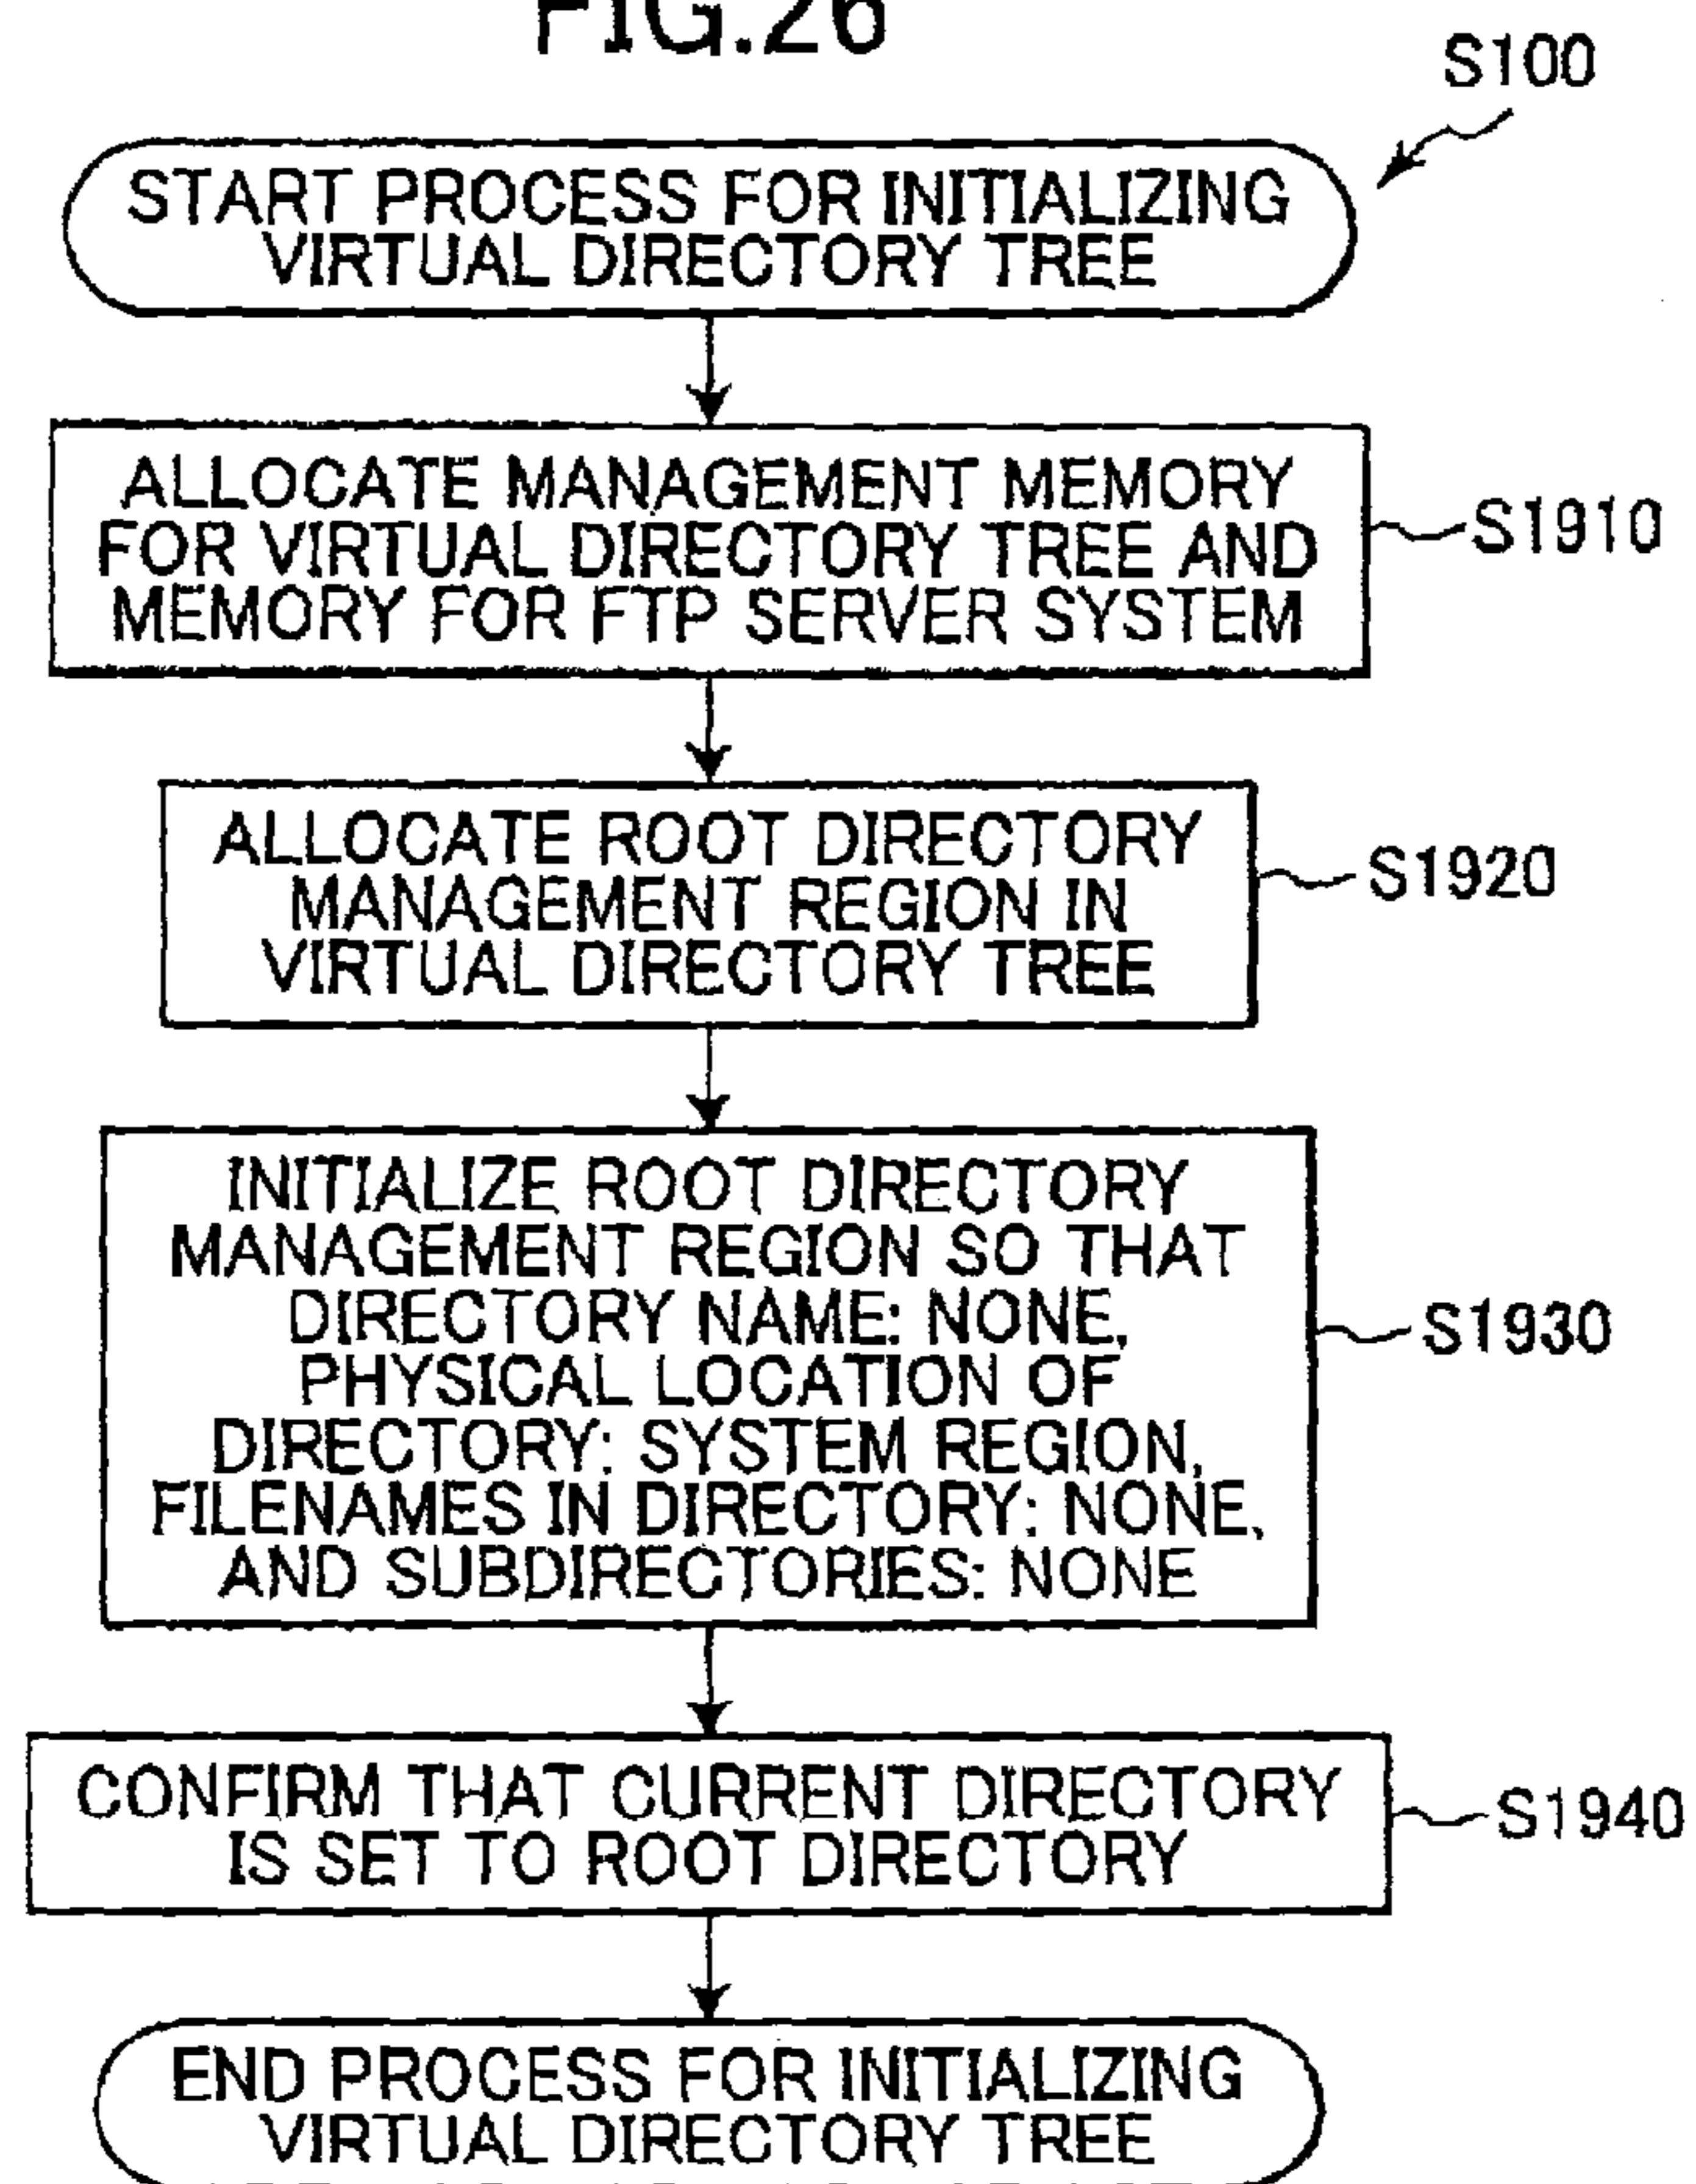 FIG.26
S100
START PROCESS FOR INITIALIZING
VIRTUAL DIRECTORY TREE
ALLOCATE MANAGEMENT MEMORY
FOR VIRTUAL DIRECTORY TREE AND
MEMORY FOR FTP SERVER SYSTEM
S1910
ALLOCATE ROOT DIRECTORY
MANAGEMENT REGION IN
VIRTUAL DIRECTORY TREE
S1920
INITIALIZE ROOT DIRECTORY
MANAGEMENT REGION SO THAT
DIRECTORY NAME: NONE,
PHYSICAL LOCATION OF
DIRECTORY: SYSTEM REGION,
FILENAMES IN DIRECTORY: NONE,
AND SUBDIRECTORIES: NONE
S1930
CONFIRM THAT CURRENT DIRECTORY
IS SET TO ROOT DIRECTORY
S1940
END PROCESS FOR INITIALIZING
VIRTUAL DIRECTORY TREE